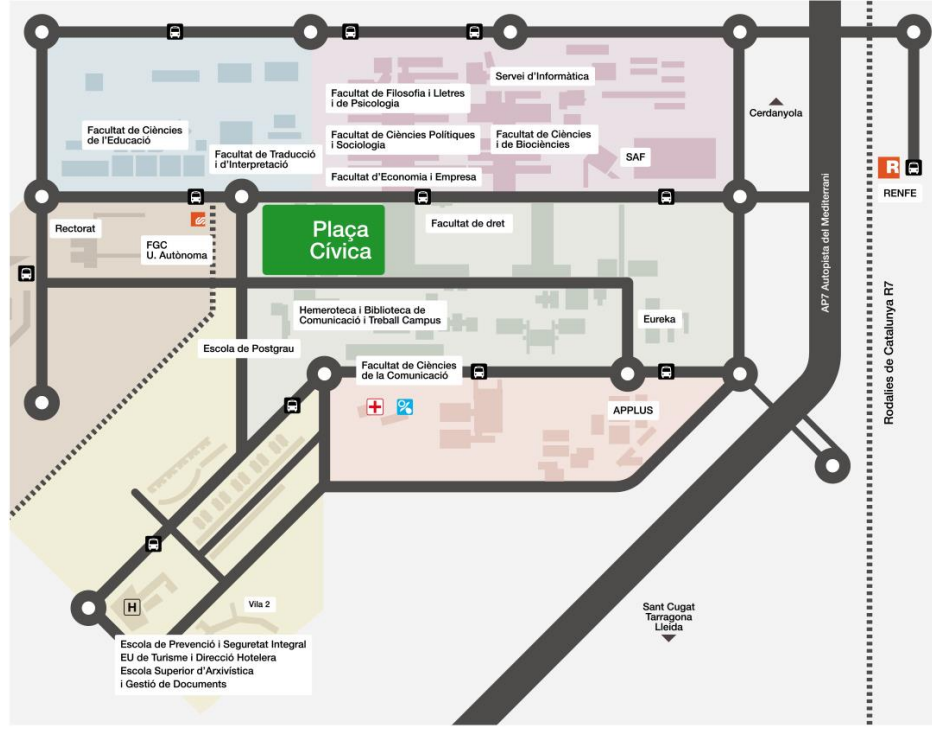 Servei d'Informàtica
Facultat de Filosofia i Lletres
i de Psicologia
Cerdanyola
Facultat de Ciències
de l'Educació
Facultat de Ciències Polítiques
i Sociologia
Facultat de Ciències
i de Biociències
Facultat de Traducció
i d'Interpretació
SAF
Facultat d'Economia i Empresa
R
RENFE
Rectorat
FGC
U. Autònoma
Plaça
Cívica
Facultat de dret
AP7 Autopista del Mediterrani
Rodalies de Catalunya R7
Hemeroteca i Biblioteca de
Comunicació i Treball Campus
Eureka
Escola de Postgrau
Facultat de Ciències
de la Comunicació
APPLUS
H
Vila 2
Sant Cugat
Tarragona
Lleida
Escola de Prevenció i Seguretat Integral
EU de Turisme i Direcció Hotelera
Escola Superior d'Arxivística
i Gestió de Documents